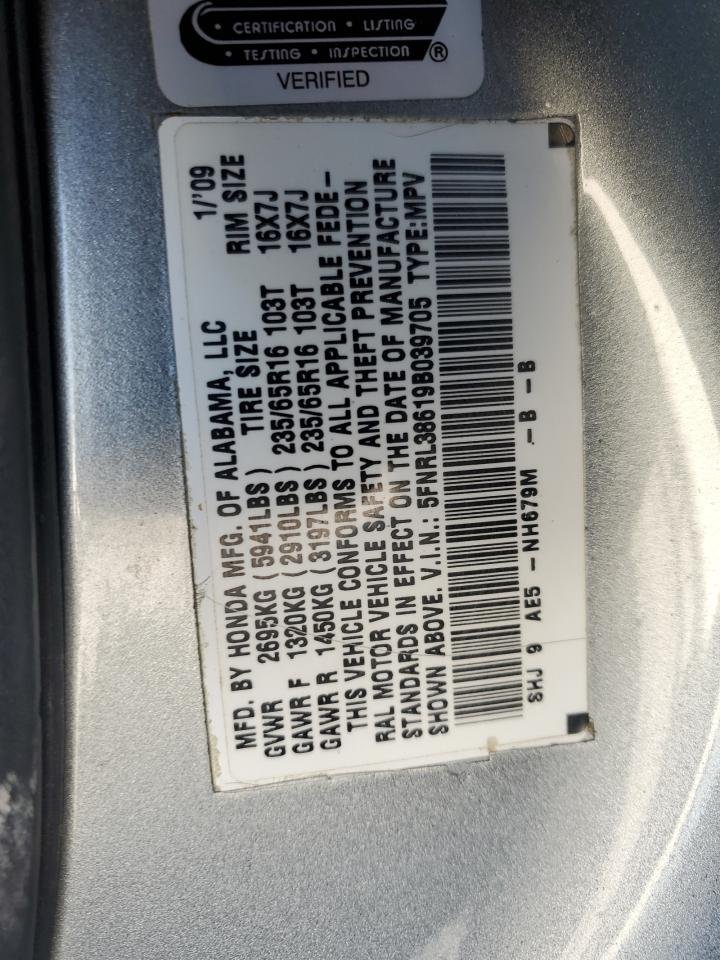 • CERTIFICATION • LISTING
• TESTING • INSPECTION ®
VERIFIED
MFD. BY HONDA MFG. OF ALABAMA, LLC 1/'09
GVWR 2695KG (5941LBS) TIRE SIZE RIM SIZE
GAWR F 1320KG (2910LBS) 235/65R16 103T 16X7J
GAWR R 1450KG (3197LBS) 235/65R16 103T 16X7J
THIS VEHICLE CONFORMS TO ALL APPLICABLE FEDE–
RAL MOTOR VEHICLE SAFETY AND THEFT PREVENTION
STANDARDS IN EFFECT ON THE DATE OF MANUFACTURE
SHOWN ABOVE. V.I.N.: 5FNRL38619B039705 TYPE:MPV
SHJ 9 AE5 -NH679M .-B -B